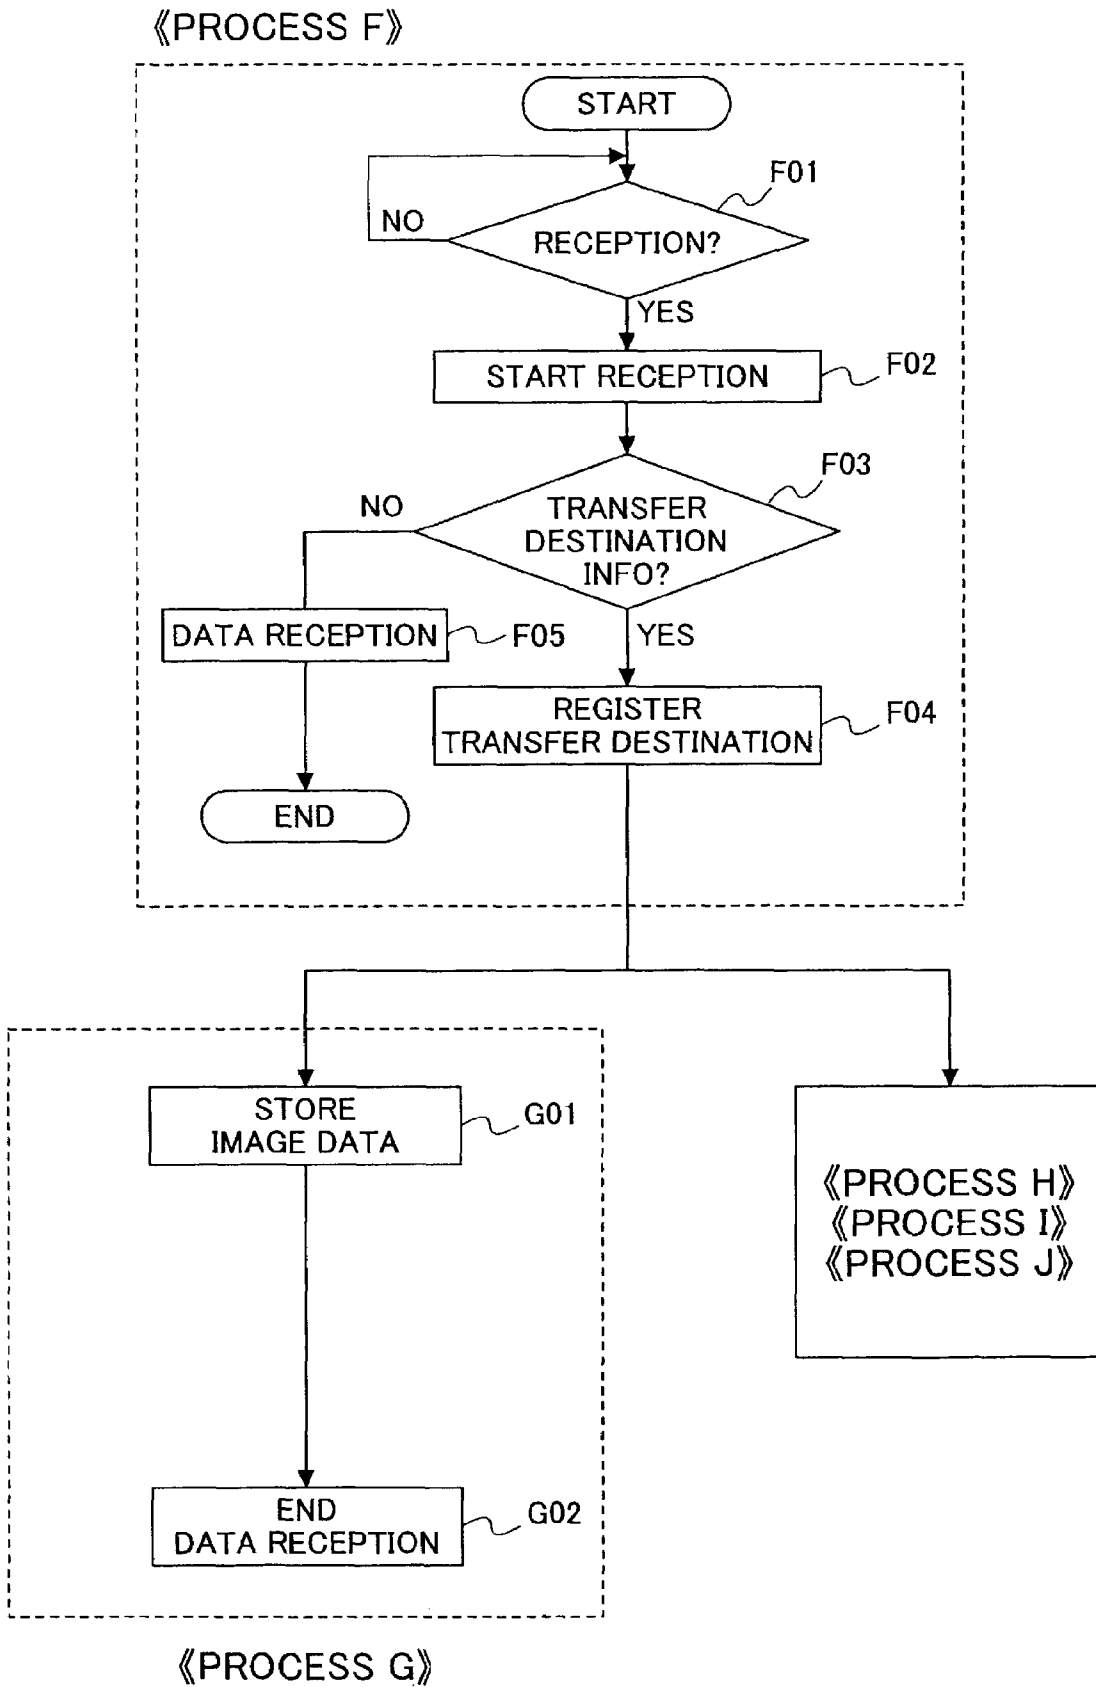 《PROCESS F》
START
F01
NO
RECEPTION?
YES
START RECEPTION
F02
F03
NO
TRANSFER
DESTINATION
INFO?
DATA RECEPTION
F05
YES
REGISTER
TRANSFER DESTINATION
F04
END
STORE
IMAGE DATA
G01
《PROCESS H》
《PROCESS I》
《PROCESS J》
END
DATA RECEPTION
G02
《PROCESS G》